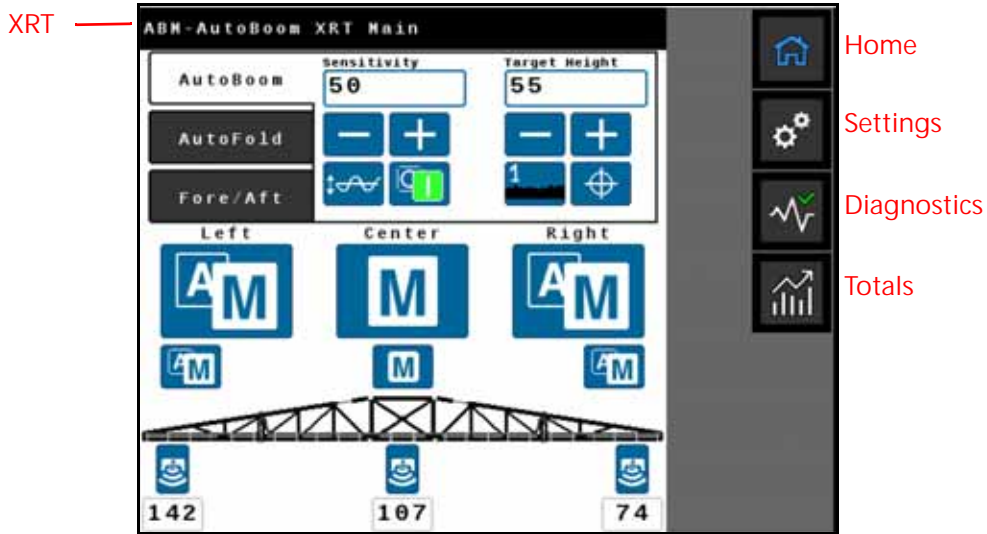 XRT
ABM-AutoBoom XRT Main
Home
Sensitivity
Target Height
AutoBoom
50
55
Settings
AutoFold
1
Fore/Aft
Diagnostics
Left
Center
Right
Totals
A M
M
A M
A M
M
A M
142
107
74